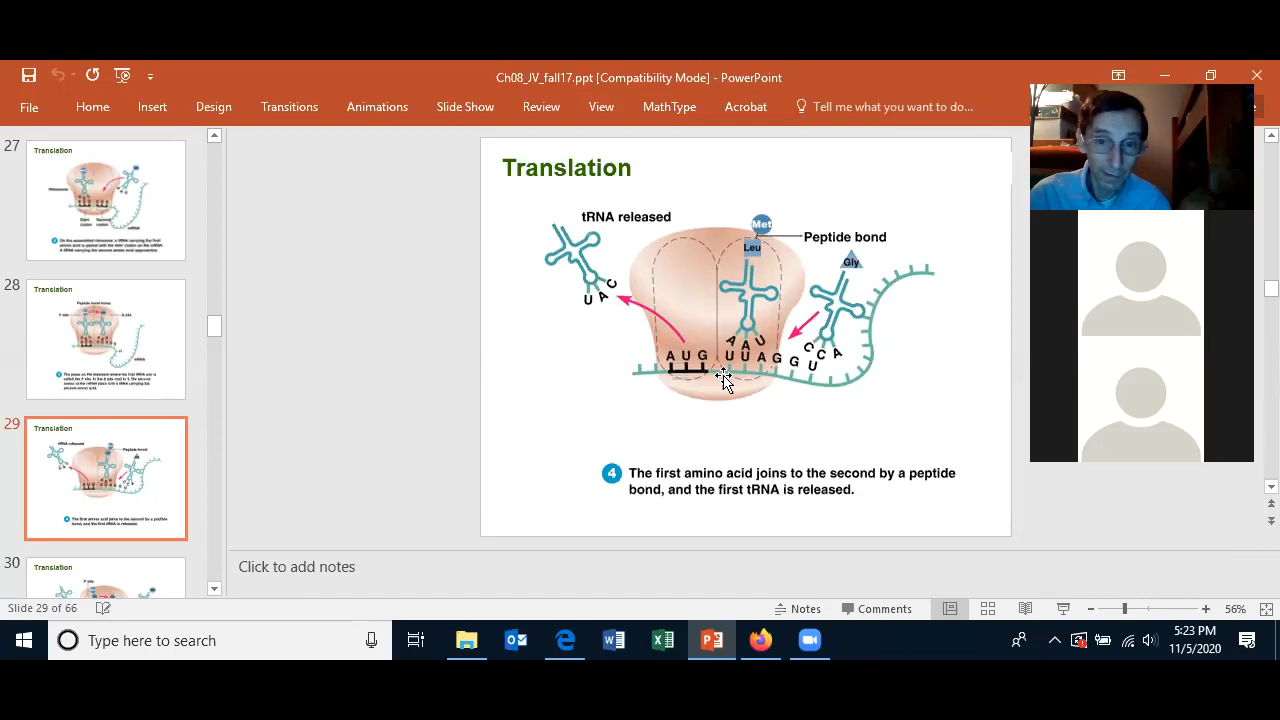 Ch08_JV_fall17.ppt [Compatibility Mode] - PowerPoint
File Home Insert Design Transitions Animations Slide Show Review View MathType Acrobat Tell me what you want to do...
27
Translation
28
Translation
29
Translation
30
Translation
Translation
tRNA released
Met
Leu
Peptide bond
Gly
U A C
A A U
C C A
A U G U U A G G U
4 The first amino acid joins to the second by a peptide
bond, and the first tRNA is released.
Click to add notes
Slide 29 of 66
Notes Comments
56%
Type here to search
5:23 PM
11/5/2020